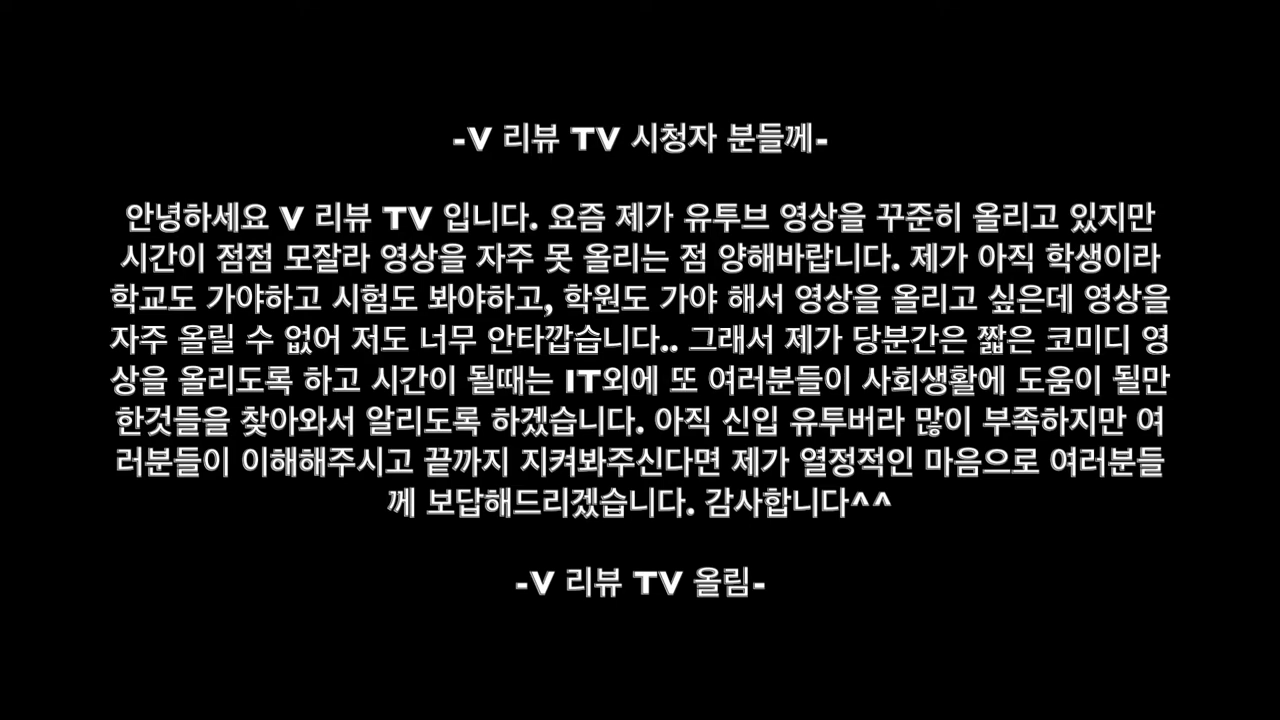 -V 리뷰 TV 시청자 분들께-
안녕하세요 V 리뷰 TV 입니다. 요즘 제가 유투브 영상을 꾸준히 올리고 있지만
시간이 점점 모잘라 영상을 자주 못 올리는 점 양해바랍니다. 제가 아직 학생이라
학교도 가야하고 시험도 봐야하고, 학원도 가야 해서 영상을 올리고 싶은데 영상을
자주 올릴 수 없어 저도 너무 안타깝습니다.. 그래서 제가 당분간은 짧은 코미디 영
상을 올리도록 하고 시간이 될때는 IT외에 또 여러분들이 사회생활에 도움이 될만
한것들을 찾아와서 알리도록 하겠습니다. 아직 신입 유투버라 많이 부족하지만 여
러분들이 이해해주시고 끝까지 지켜봐주신다면 제가 열정적인 마음으로 여러분들
께 보답해드리겠습니다. 감사합니다^^
-V 리뷰 TV 올림-